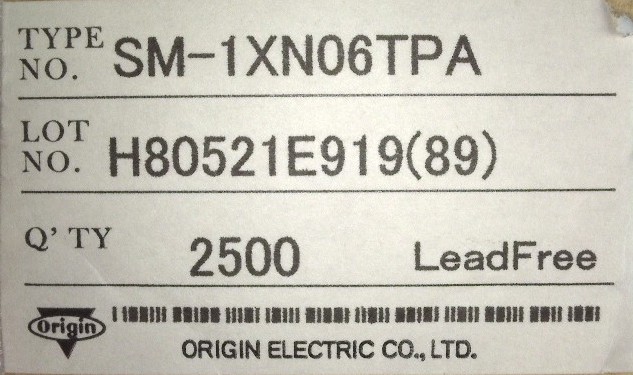 TYPE NO. SM-1XN06TPA
LOT NO. H80521E919(89)
Q'TY 2500 LeadFree
Origin
ORIGIN ELECTRIC CO., LTD.